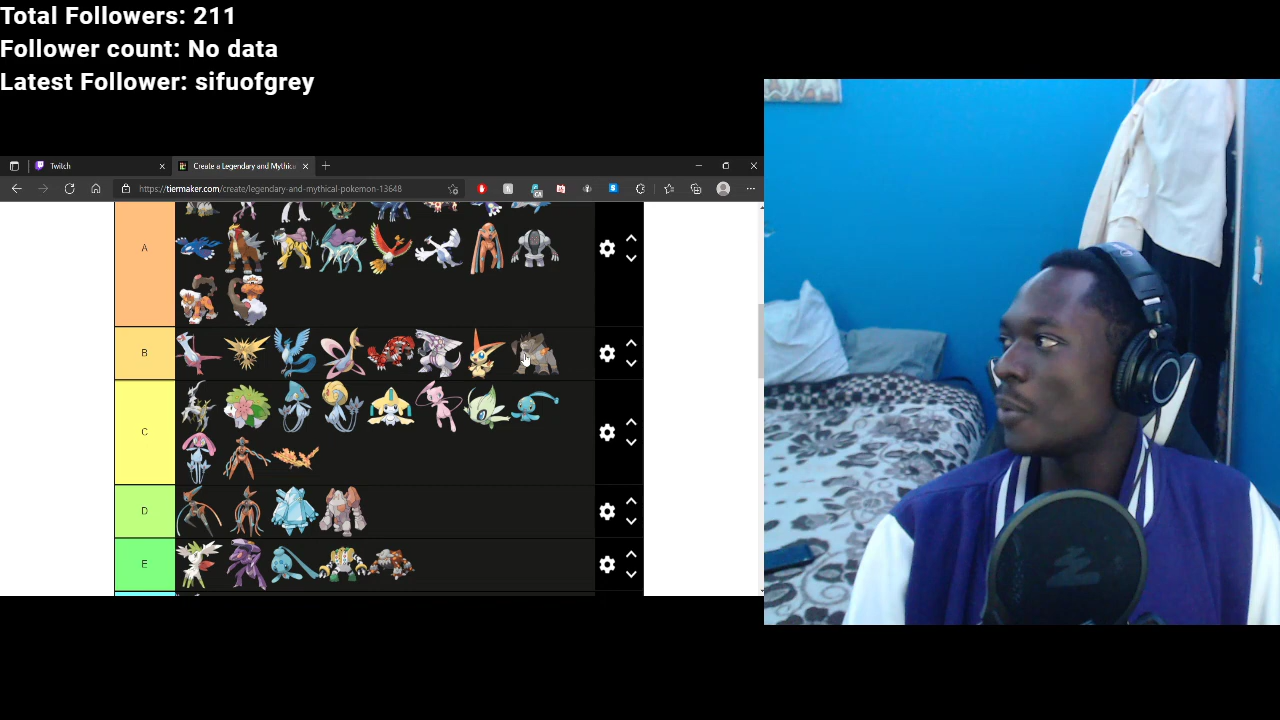 Total Followers: 211
Follower count: No data
Latest Follower: sifuofgrey
Twitch
Create a Legendary and Mythica
https://tiermaker.com/create/legendary-and-mythical-pokemon-13648
A
B
C
D
E